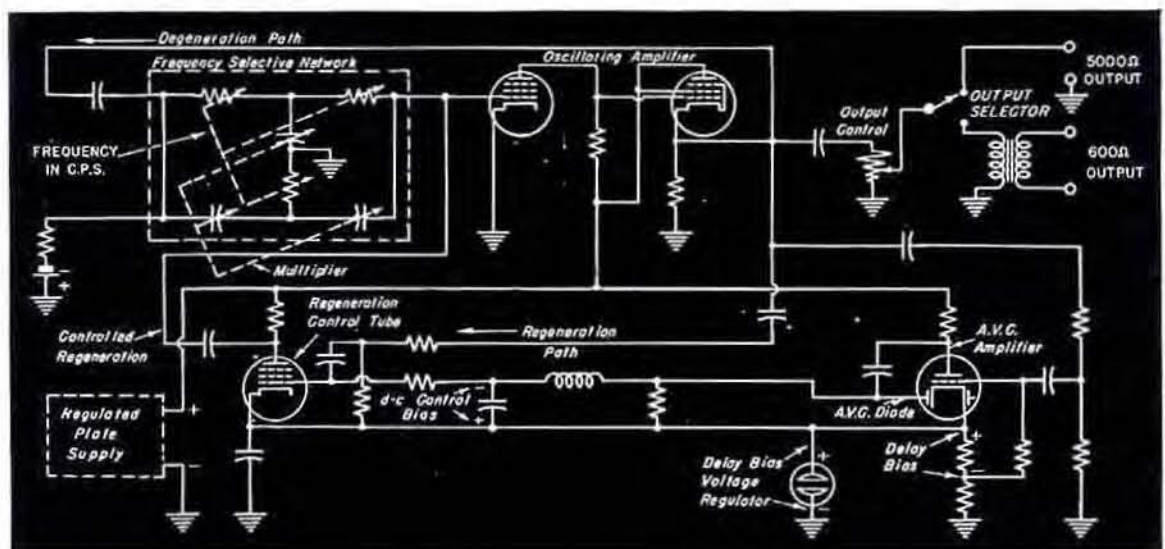 Degeneration Path
Frequency Selective Network
Oscillating Amplifier
5000Ω
OUTPUT
OUTPUT
SELECTOR
Output
Control
600Ω
OUTPUT
FREQUENCY
IN C.P.S.
Multiplier
Regeneration
Control Tube
Controlled
Regeneration
Regeneration
Path
A.V.C.
Amplifier
d-c Control
Bias
A.V.C. Diode
Regulated
Plate
Supply
Delay Bias
Voltage
Regulator
Delay
Bias